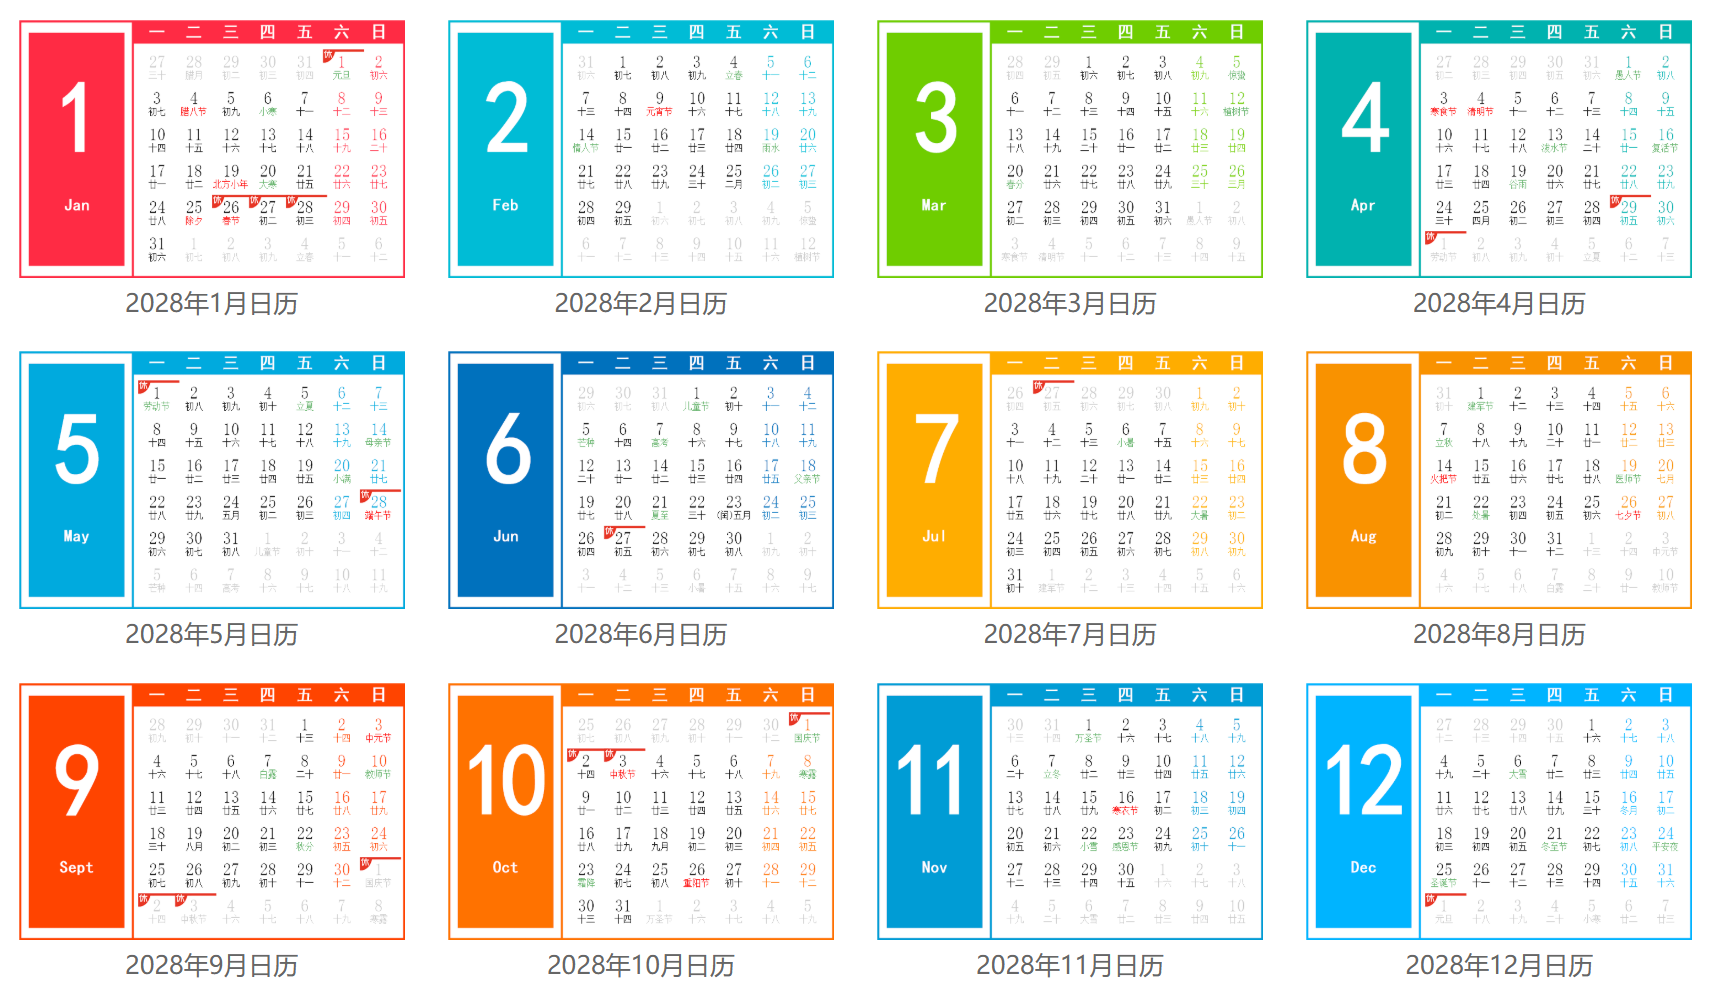 一 二 三 四 五 六 日
27 28 29 30 31 休 1 2
三十 腊月 初二 初三 初四 元旦 初六
3 4 5 6 7 8 9
初七 腊八节 初九 小寒 十一 十二 十三
10 11 12 13 14 15 16
十四 十五 十六 十七 十八 十九 二十
17 18 19 20 21 22 23
廿一 廿二 北方小年 大寒 廿五 廿六 廿七
24 25 休 26 休 27 休 28 29 30
廿八 除夕 春节 初二 初三 初四 初五
31 1 2 3 4 5 6
初六 初七 初八 初九 立春 十一 十二
1
Jan
2028年1月日历
一 二 三 四 五 六 日
31 1 2 3 4 5 6
初六 初七 初八 初九 立春 十一 十二
7 8 9 10 11 12 13
十三 十四 元宵节 十六 十七 十八 十九
14 15 16 17 18 19 20
情人节 廿一 廿二 廿三 廿四 雨水 廿六
21 22 23 24 25 26 27
廿七 廿八 廿九 三十 二月 初二 初三
28 29 1 2 3 4 5
初四 初五 初六 初七 初八 初九 惊蛰
6 7 8 9 10 11 12
十一 十二 十三 十四 十五 十六 植树节
2
Feb
2028年2月日历
一 二 三 四 五 六 日
28 29 1 2 3 4 5
初四 初五 初六 初七 初八 初九 惊蛰
6 7 8 9 10 11 12
十一 十二 十三 十四 十五 十六 植树节
13 14 15 16 17 18 19
十八 十九 二十 廿一 廿二 廿三 廿四
20 21 22 23 24 25 26
春分 廿六 廿七 廿八 廿九 三十 三月
27 28 29 30 31 1 2
初二 初三 初四 初五 初六 愚人节 初八
3 4 5 6 7 8 9
寒食节 清明节 十一 十二 十三 十四 十五
3
Mar
2028年3月日历
一 二 三 四 五 六 日
27 28 29 30 31 1 2
初二 初三 初四 初五 初六 愚人节 初八
3 4 5 6 7 8 9
寒食节 清明节 十一 十二 十三 十四 十五
10 11 12 13 14 15 16
十六 十七 十八 泼水节 二十 廿一 复活节
17 18 19 20 21 22 23
廿三 廿四 谷雨 廿六 廿七 廿八 廿九
24 25 26 27 28 休 29 30
三十 四月 初二 初三 初四 初五 初六
休 1 2 3 4 5 6 7
劳动节 初八 初九 初十 立夏 十二 十三
4
Apr
2028年4月日历
一 二 三 四 五 六 日
休 1 2 3 4 5 6 7
劳动节 初八 初九 初十 立夏 十二 十三
8 9 10 11 12 13 14
十四 十五 十六 十七 十八 十九 母亲节
15 16 17 18 19 20 21
廿一 廿二 廿三 廿四 廿五 小满 廿七
22 23 24 25 26 27 休 28
廿八 廿九 五月 初二 初三 初四 端午节
29 30 31 1 2 3 4
初六 初七 初八 儿童节 初十 十一 十二
5 6 7 8 9 10 11
芒种 十四 高考 十六 十七 十八 十九
5
May
2028年5月日历
一 二 三 四 五 六 日
29 30 31 1 2 3 4
初六 初七 初八 儿童节 初十 十一 十二
5 6 7 8 9 10 11
芒种 十四 高考 十六 十七 十八 十九
12 13 14 15 16 17 18
二十 廿一 廿二 廿三 廿四 廿五 父亲节
19 20 21 22 23 24 25
廿七 廿八 夏至 三十 (闰)五月 初二 初三
26 休 27 28 29 30 1 2
初四 初五 初六 初七 初八 初九 初十
3 4 5 6 7 8 9
十一 十二 十三 小暑 十五 十六 十七
6
Jun
2028年6月日历
一 二 三 四 五 六 日
26 休 27 28 29 30 1 2
初四 初五 初六 初七 初八 初九 初十
3 4 5 6 7 8 9
十一 十二 十三 小暑 十五 十六 十七
10 11 12 13 14 15 16
十八 十九 二十 廿一 廿二 廿三 廿四
17 18 19 20 21 22 23
廿五 廿六 廿七 廿八 廿九 大暑 初二
24 25 26 27 28 29 30
初三 初四 初五 初六 初七 初八 初九
31 1 2 3 4 5 6
初十 建军节 十二 十三 十四 十五 十六
7
Jul
2028年7月日历
一 二 三 四 五 六 日
31 1 2 3 4 5 6
初十 建军节 十二 十三 十四 十五 十六
7 8 9 10 11 12 13
立秋 十八 十九 二十 廿一 廿二 廿三
14 15 16 17 18 19 20
火把节 廿五 廿六 廿七 廿八 医师节 七月
21 22 23 24 25 26 27
初二 处暑 初四 初五 初六 七夕节 初八
28 29 30 31 1 2 3
初九 初十 十一 十二 十三 十四 中元节
4 5 6 7 8 9 10
十六 十七 十八 白露 二十 廿一 教师节
8
Aug
2028年8月日历
一 二 三 四 五 六 日
28 29 30 31 1 2 3
初九 初十 十一 十二 十三 十四 中元节
4 5 6 7 8 9 10
十六 十七 十八 白露 二十 廿一 教师节
11 12 13 14 15 16 17
廿三 廿四 廿五 廿六 廿七 廿八 廿九
18 19 20 21 22 23 24
三十 八月 初二 初三 秋分 初五 初六
25 26 27 28 29 30 休 1
初七 初八 初九 初十 十一 十二 国庆节
休 2 休 3 4 5 6 7 8
十四 中秋节 十六 十七 十八 十九 寒露
9
Sept
2028年9月日历
一 二 三 四 五 六 日
25 26 27 28 29 30 休 1
初七 初八 初九 初十 十一 十二 国庆节
休 2 休 3 4 5 6 7 8
十四 中秋节 十六 十七 十八 十九 寒露
9 10 11 12 13 14 15
廿一 廿二 廿三 廿四 廿五 廿六 廿七
16 17 18 19 20 21 22
廿八 廿九 九月 初二 初三 初四 初五
23 24 25 26 27 28 29
霜降 初七 初八 重阳节 初十 十一 十二
30 31 1 2 3 4 5
十三 十四 万圣节 十六 十七 十八 十九
10
Oct
2028年10月日历
一 二 三 四 五 六 日
30 31 1 2 3 4 5
十三 十四 万圣节 十六 十七 十八 十九
6 7 8 9 10 11 12
二十 立冬 廿二 廿三 廿四 廿五 廿六
13 14 15 16 17 18 19
廿七 廿八 廿九 寒衣节 初二 初三 初四
20 21 22 23 24 25 26
初五 初六 小雪 感恩节 初九 初十 十一
27 28 29 30 1 2 3
十二 十三 十四 十五 十六 十七 十八
4 5 6 7 8 9 10
十九 二十 大雪 廿二 廿三 廿四 廿五
11
Nov
2028年11月日历
一 二 三 四 五 六 日
27 28 29 30 1 2 3
十二 十三 十四 十五 十六 十七 十八
4 5 6 7 8 9 10
十九 二十 大雪 廿二 廿三 廿四 廿五
11 12 13 14 15 16 17
廿六 廿七 廿八 廿九 三十 冬月 初二
18 19 20 21 22 23 24
初三 初四 初五 冬至节 初七 初八 平安夜
25 26 27 28 29 30 31
圣诞节 十一 十二 十三 十四 十五 十六
休 1 2 3 4 5 6 7
元旦 十八 十九 二十 小寒 廿二 廿三
12
Dec
2028年12月日历